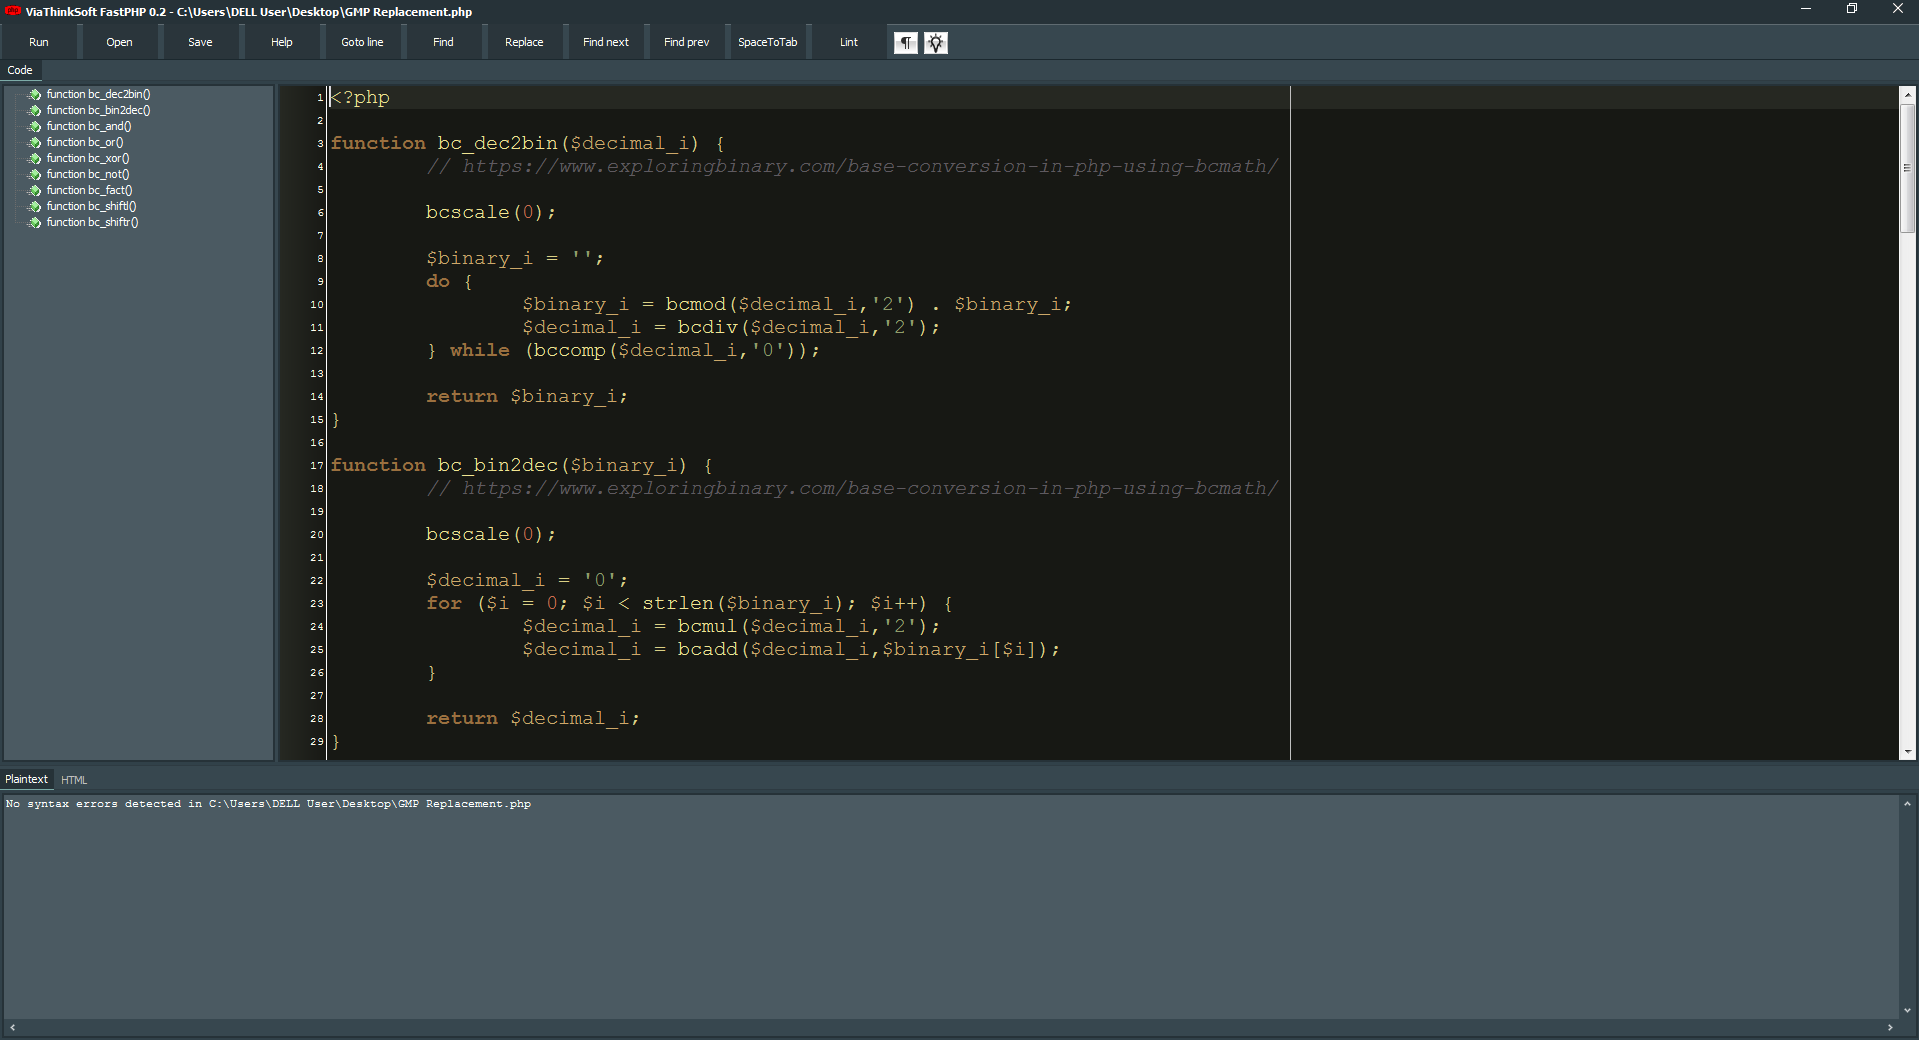 ViaThinkSoft FastPHP 0.2 - C:\Users\DELL User\Desktop\GMP Replacement.php
Run Open Save Help Goto line Find Replace Find next Find prev SpaceToTab Lint ¶
Code
function bc_dec2bin()
function bc_bin2dec()
function bc_and()
function bc_or()
function bc_xor()
function bc_not()
function bc_fact()
function bc_shiftl()
function bc_shiftr()
1 <?php
2
3 function bc_dec2bin($decimal_i) {
4 // https://www.exploringbinary.com/base-conversion-in-php-using-bcmath/
5
6 bcscale(0);
7
8 $binary_i = '';
9 do {
10 $binary_i = bcmod($decimal_i,'2') . $binary_i;
11 $decimal_i = bcdiv($decimal_i,'2');
12 } while (bccomp($decimal_i,'0'));
13
14 return $binary_i;
15 }
16
17 function bc_bin2dec($binary_i) {
18 // https://www.exploringbinary.com/base-conversion-in-php-using-bcmath/
19
20 bcscale(0);
21
22 $decimal_i = '0';
23 for ($i = 0; $i < strlen($binary_i); $i++) {
24 $decimal_i = bcmul($decimal_i,'2');
25 $decimal_i = bcadd($decimal_i,$binary_i[$i]);
26 }
27
28 return $decimal_i;
29 }
Plaintext HTML
No syntax errors detected in C:\Users\DELL User\Desktop\GMP Replacement.php